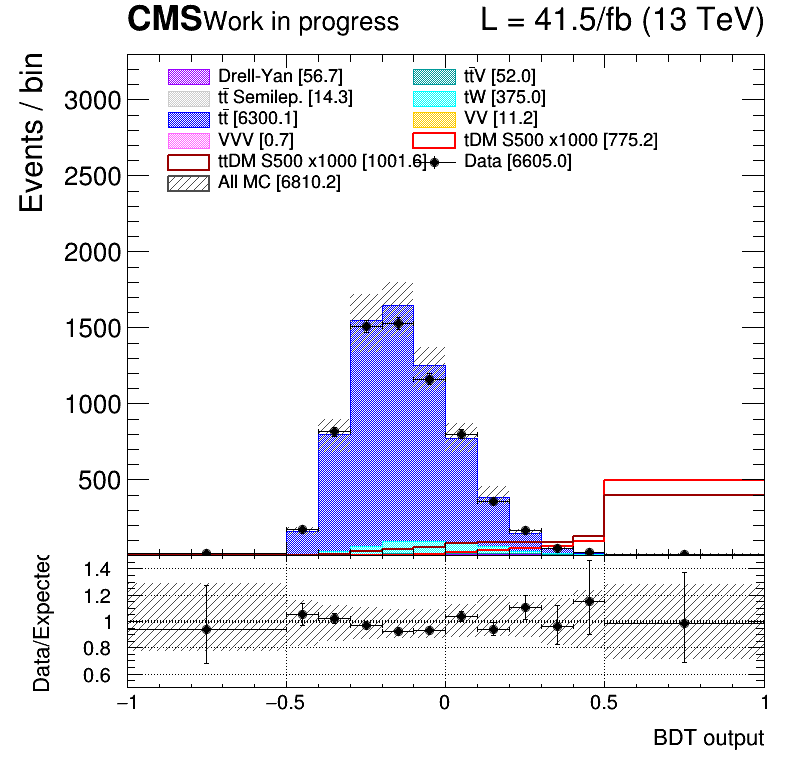 CMS Work in progress L = 41.5/fb (13 TeV)
Events / bin
Drell-Yan [56.7] tt̄V [52.0]
tt̄ Semilep. [14.3] tW [375.0]
tt̄ [6300.1] VV [11.2]
VVV [0.7] tDM S500 x1000 [775.2]
ttDM S500 x1000 [1001.6] Data [6605.0]
All MC [6810.2]
3000
2500
2000
1500
1000
500
Data/Expected
1.4
1.2
1
0.8
0.6
−1 −0.5 0 0.5 1
BDT output